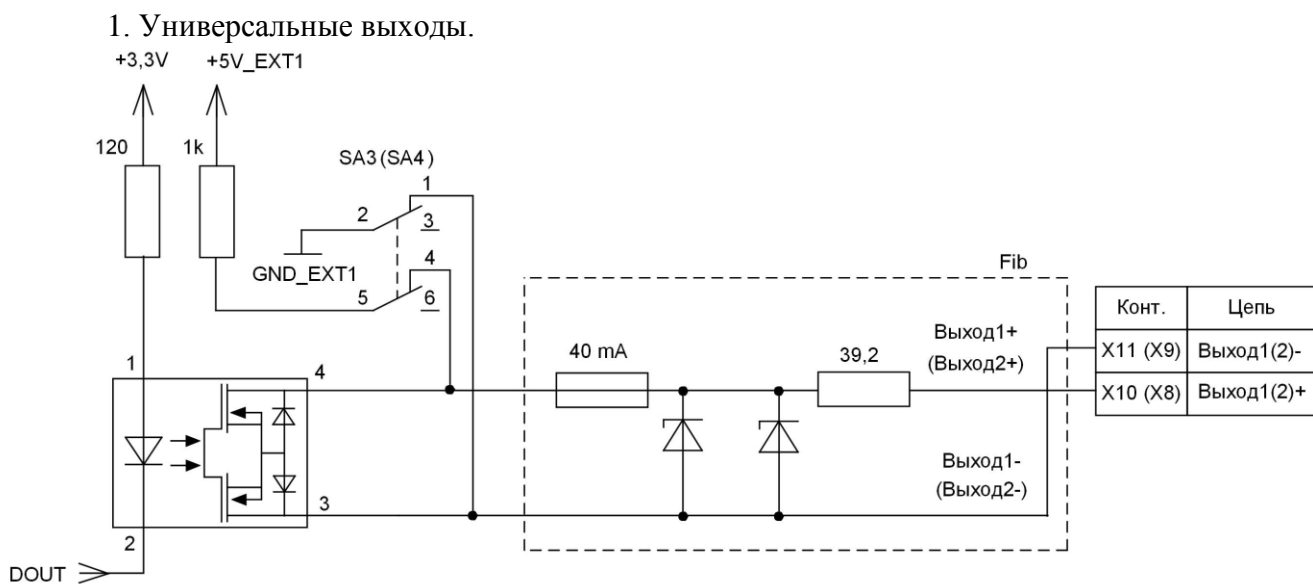 1. Универсальные выходы.
+3,3V +5V_EXT1
120 1k
SA3 (SA4)
1
2
3
GND_EXT1
4
5
6
Fib
Конт. Цепь
X11 (X9) Выход1(2)-
X10 (X8) Выход1(2)+
1
4
40 mA
39,2
Выход1+
(Выход2+)
Выход1-
(Выход2-)
3
2
DOUT